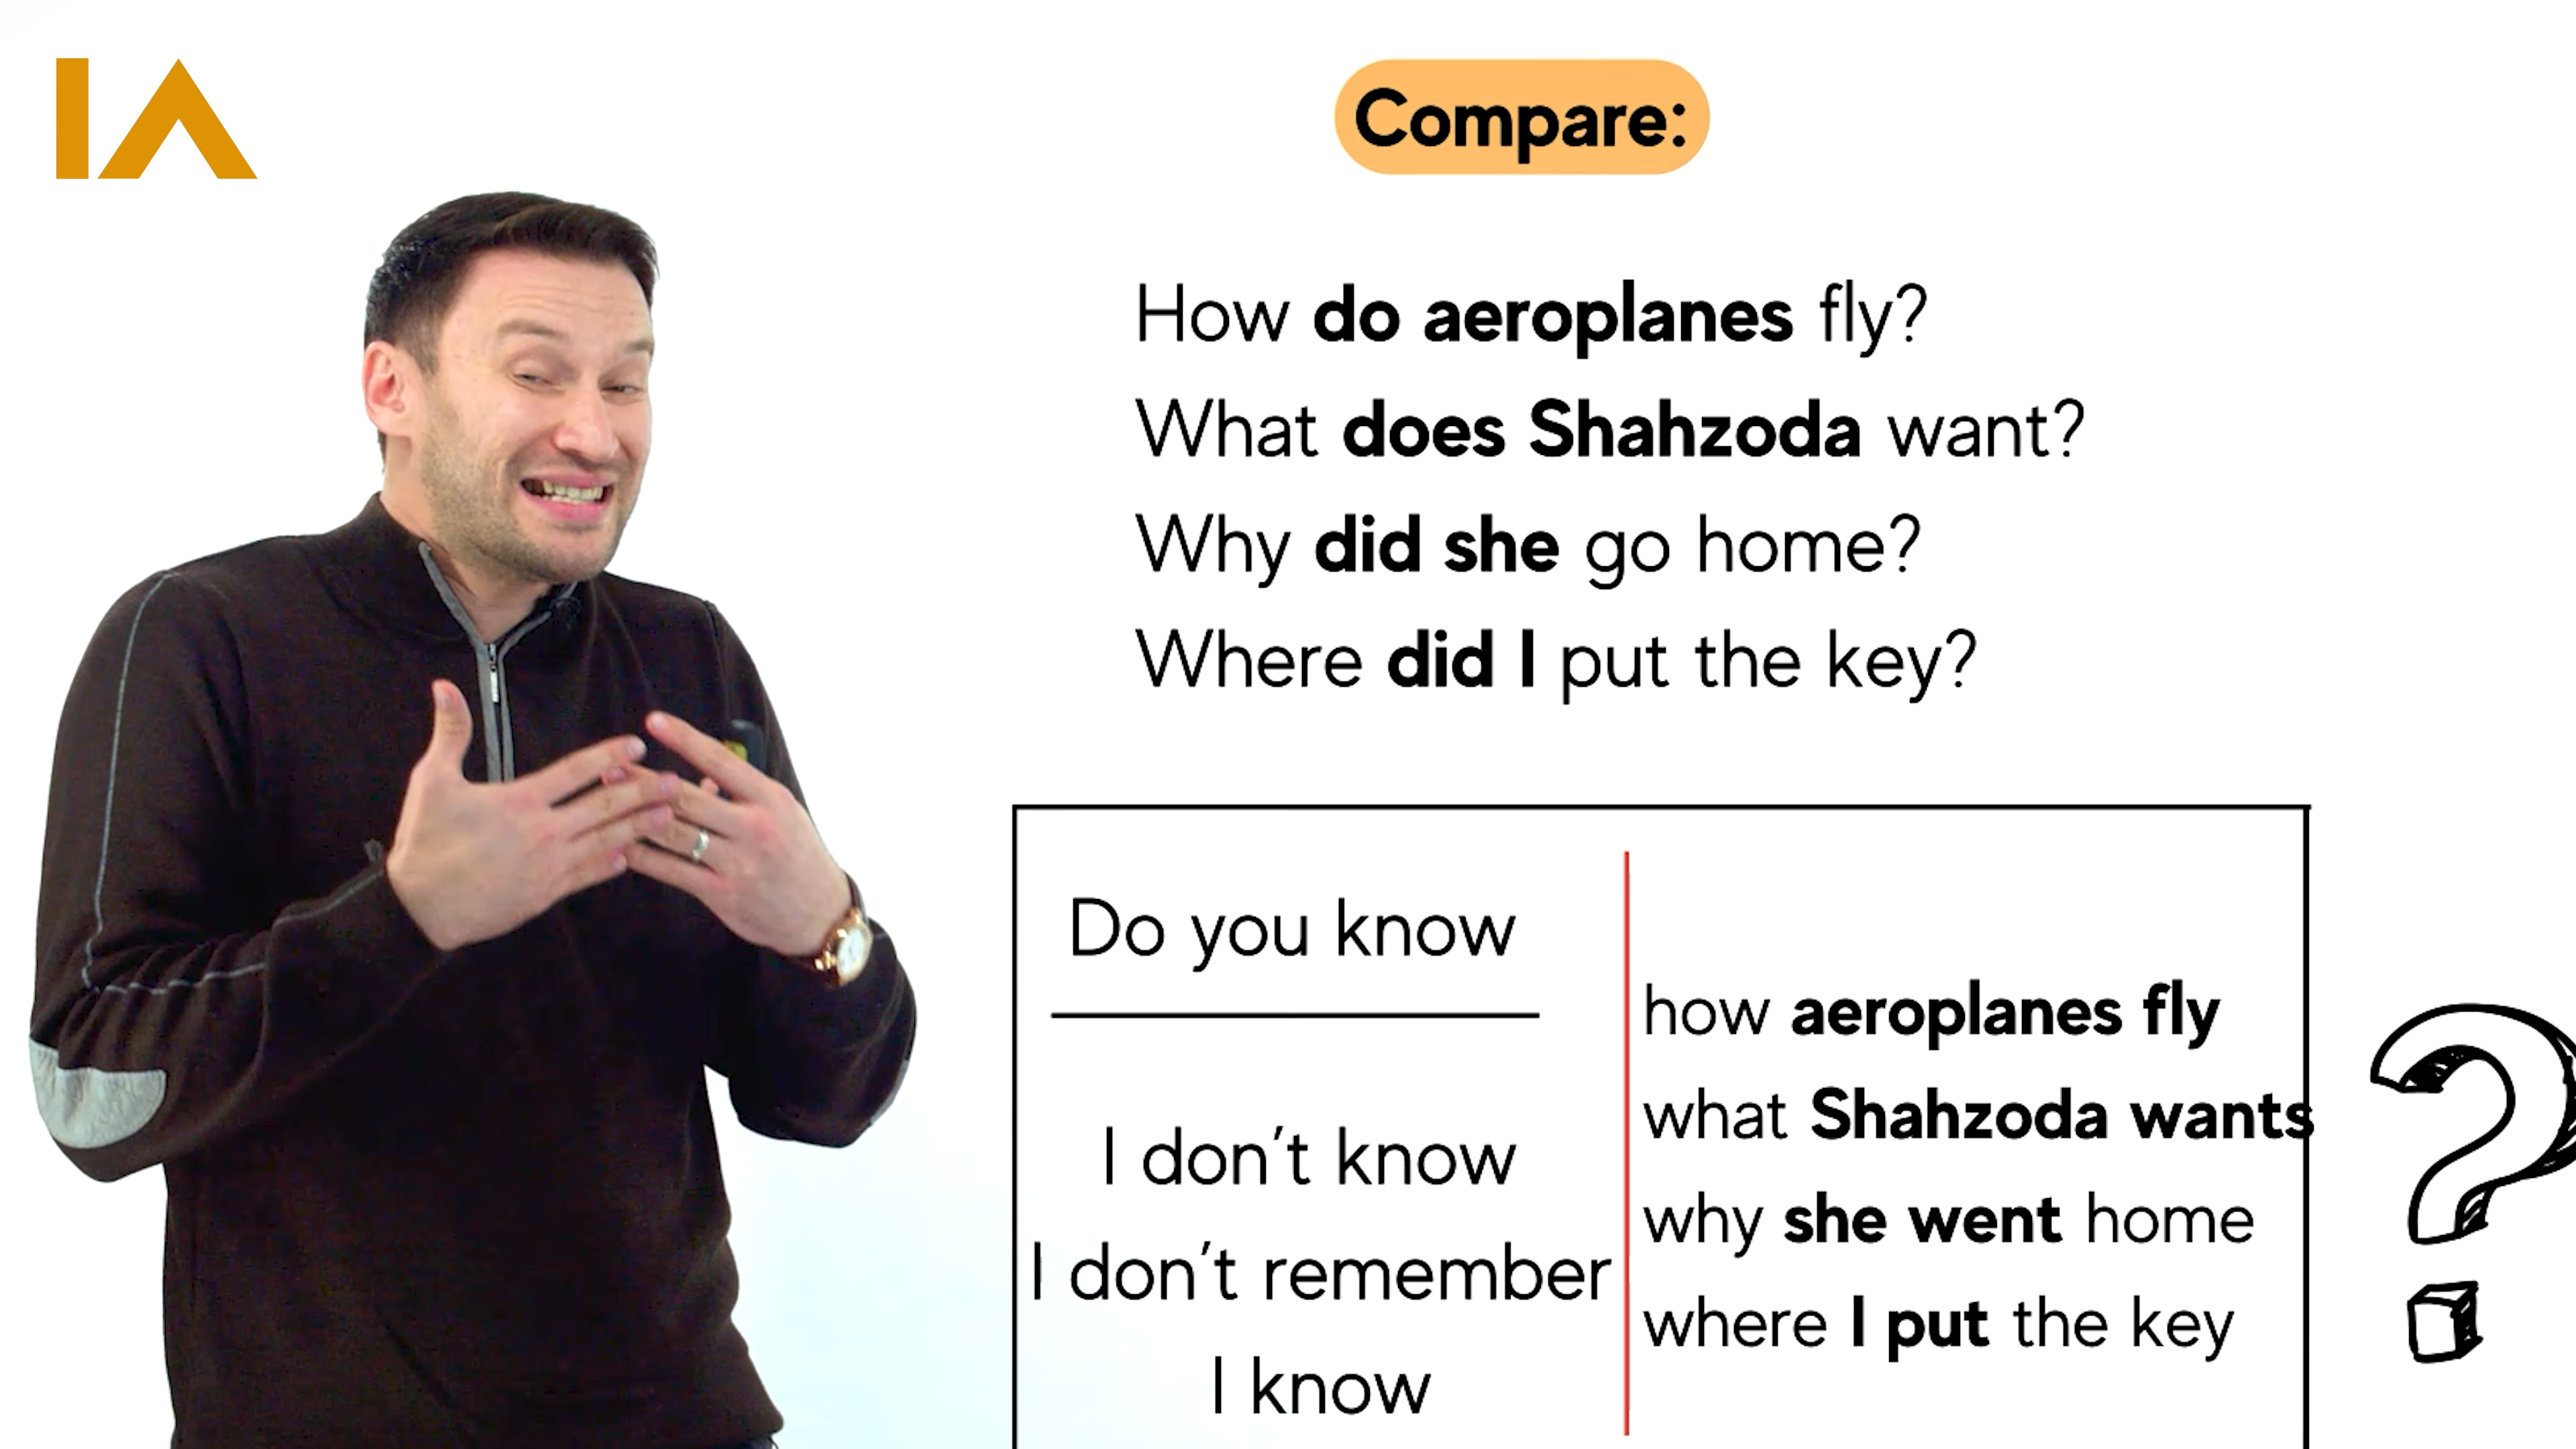 IA
Compare:
How do aeroplanes fly?
What does Shahzoda want?
Why did she go home?
Where did I put the key?
Do you know
I don't know
I don't remember
I know
how aeroplanes fly
what Shahzoda wants
why she went home
where I put the key
?